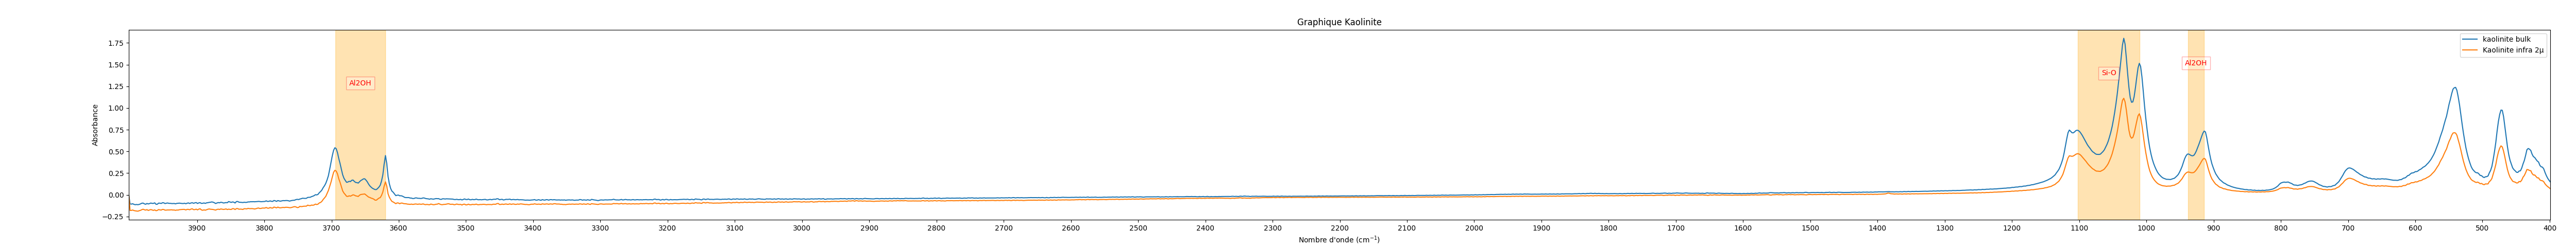 Graphique Kaolinite
kaolinite bulk
Kaolinite infra 2μ
Al2OH
Si-O
Al2OH
Absorbance
1.75
1.50
1.25
1.00
0.75
0.50
0.25
0.00
−0.25
3900 3800 3700 3600 3500 3400 3300 3200 3100 3000 2900 2800 2700 2600 2500 2400 2300 2200 2100 2000 1900 1800 1700 1600 1500 1400 1300 1200 1100 1000 900 800 700 600 500 400
Nombre d'onde (cm⁻¹)